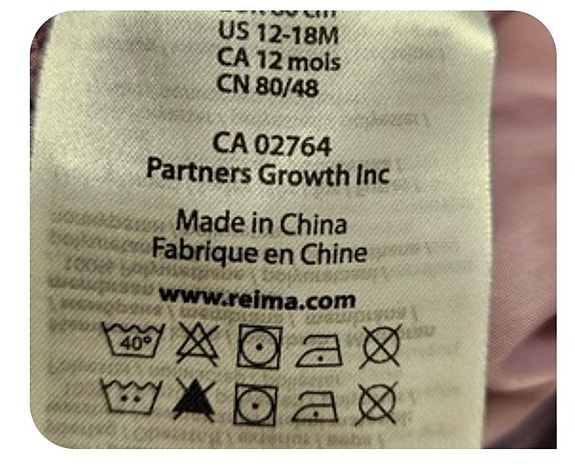 US 12-18M
CA 12 mois
CN 80/48
CA 02764
Partners Growth Inc
Made in China
Fabrique en Chine
www.reima.com
40°